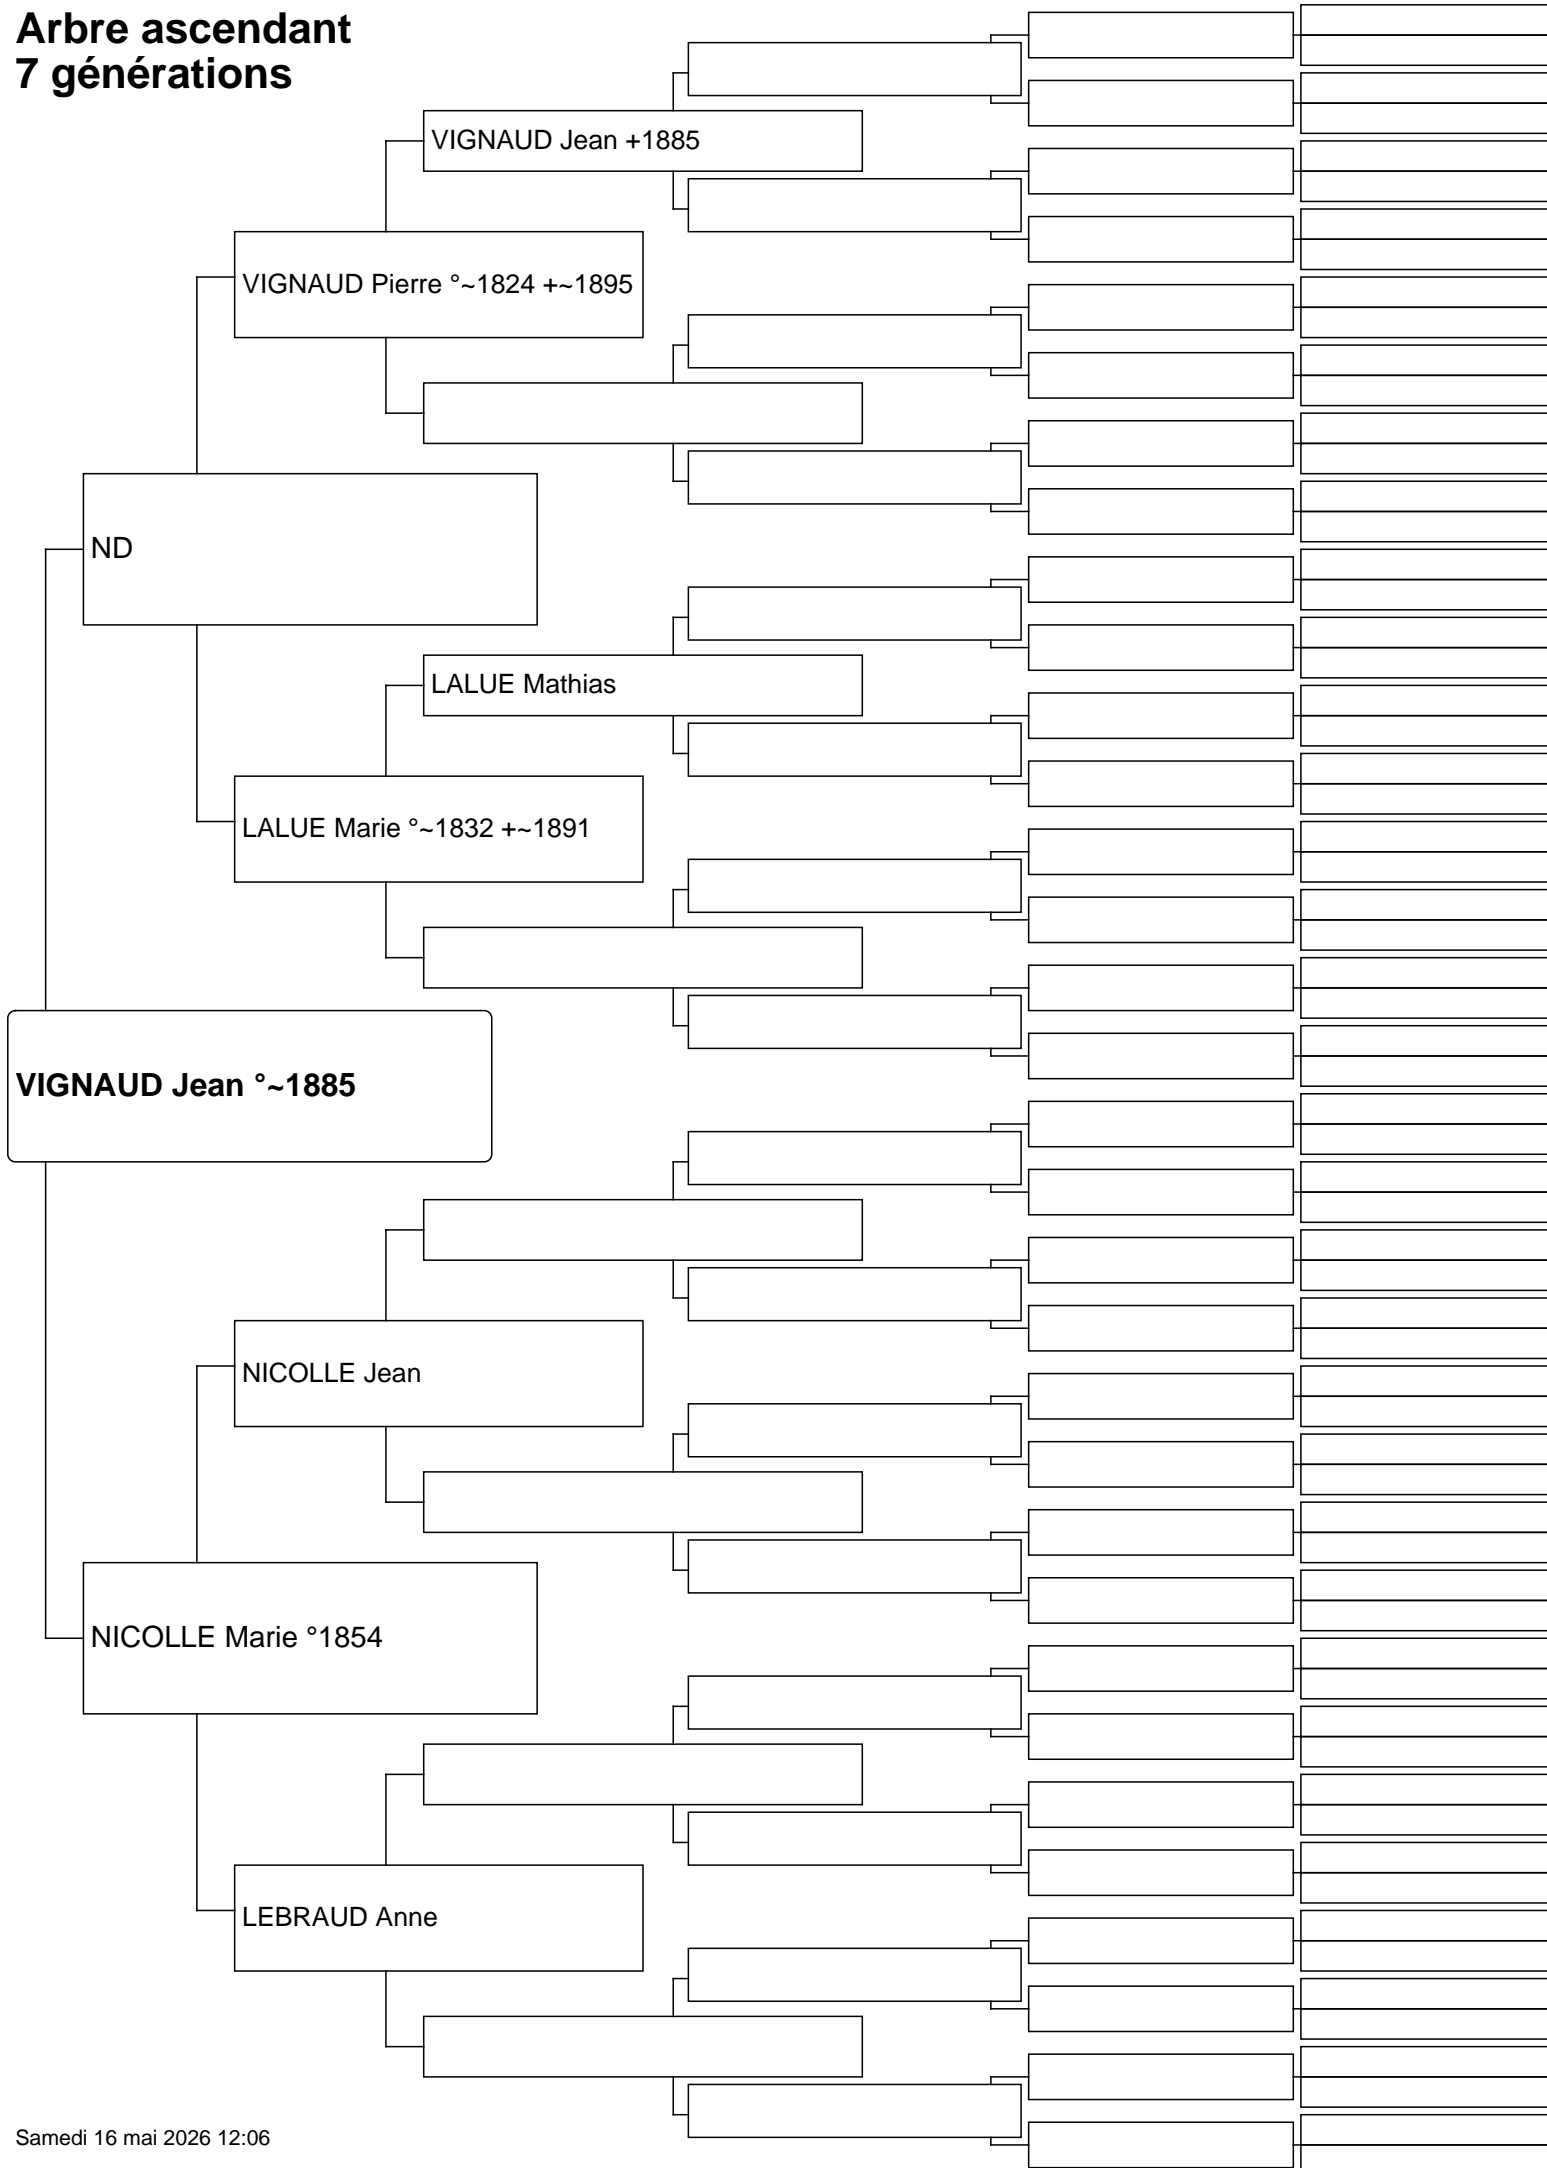 Arbre ascendant
7 générations
VIGNAUD Jean +1885
VIGNAUD Pierre °~1824 +~1895
ND
LALUE Mathias
LALUE Marie °~1832 +~1891
VIGNAUD Jean °~1885
NICOLLE Jean
NICOLLE Marie °1854
LEBRAUD Anne
Samedi 16 mai 2026 12:06